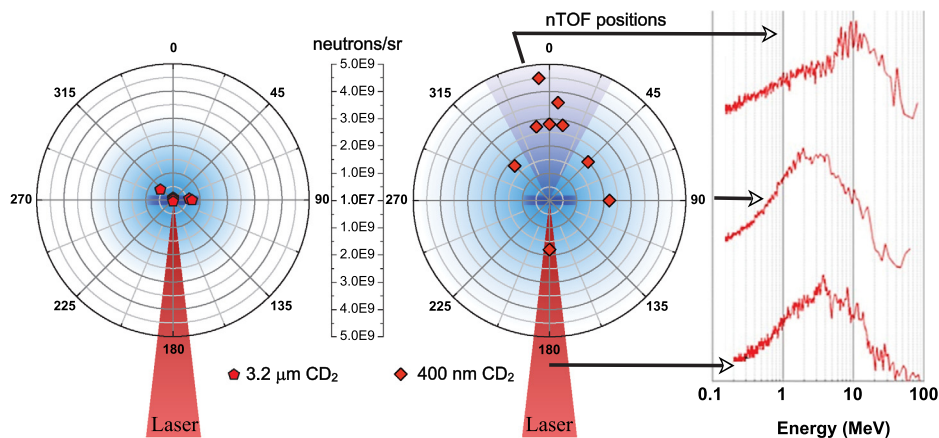 nTOF positions
neutrons/sr
0
45
90
135
180
225
270
315
5.0E9
4.0E9
3.0E9
2.0E9
1.0E9
1.0E7
1.0E9
2.0E9
3.0E9
4.0E9
5.0E9
0
45
90
135
180
225
270
315
3.2 μm CD₂
400 nm CD₂
Laser
Laser
0.1 1 10 100
Energy (MeV)